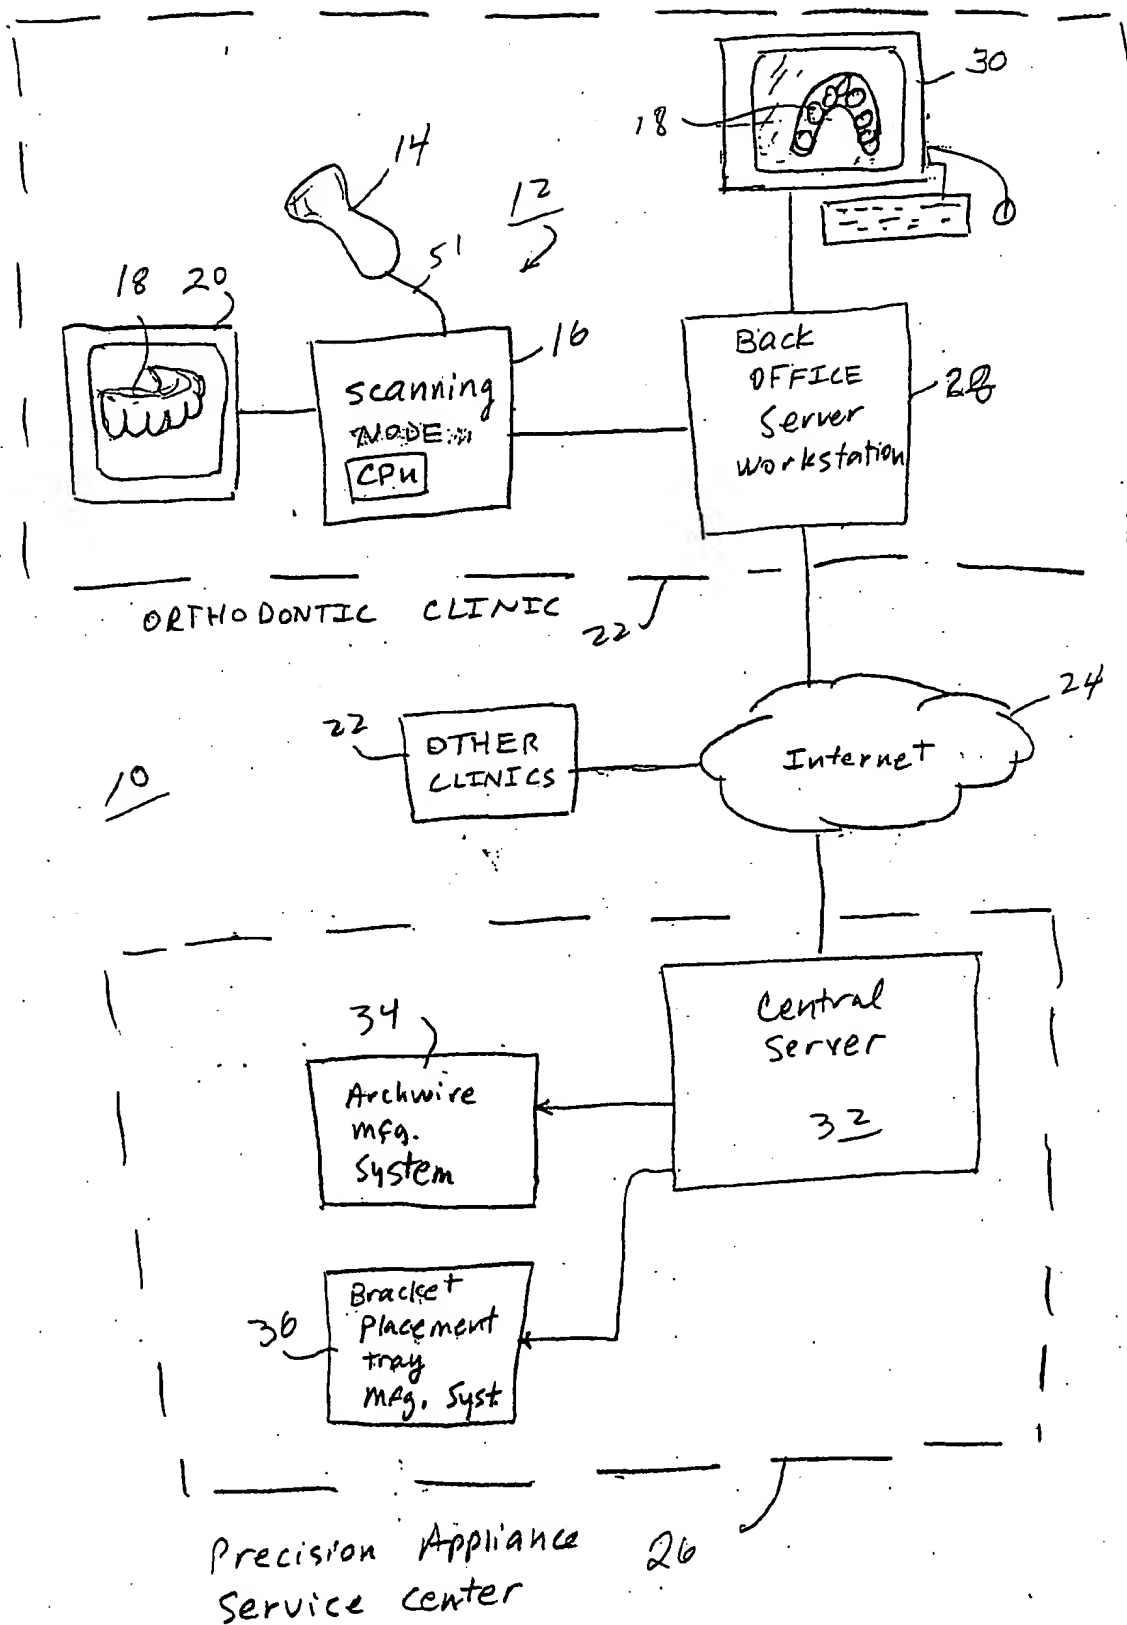 30
18
14
12
51
18
20
16
Scanning
NODE
CPU
Back
OFFICE
Server
Workstation
28
ORTHODONTIC CLINIC
22
24
22
OTHER
CLINICS
Internet
10
34
Central
Server
32
Archwire
mfg.
System
36
Bracket
Placement
tray
Mfg. Syst.
Precision Appliance
Service center
26